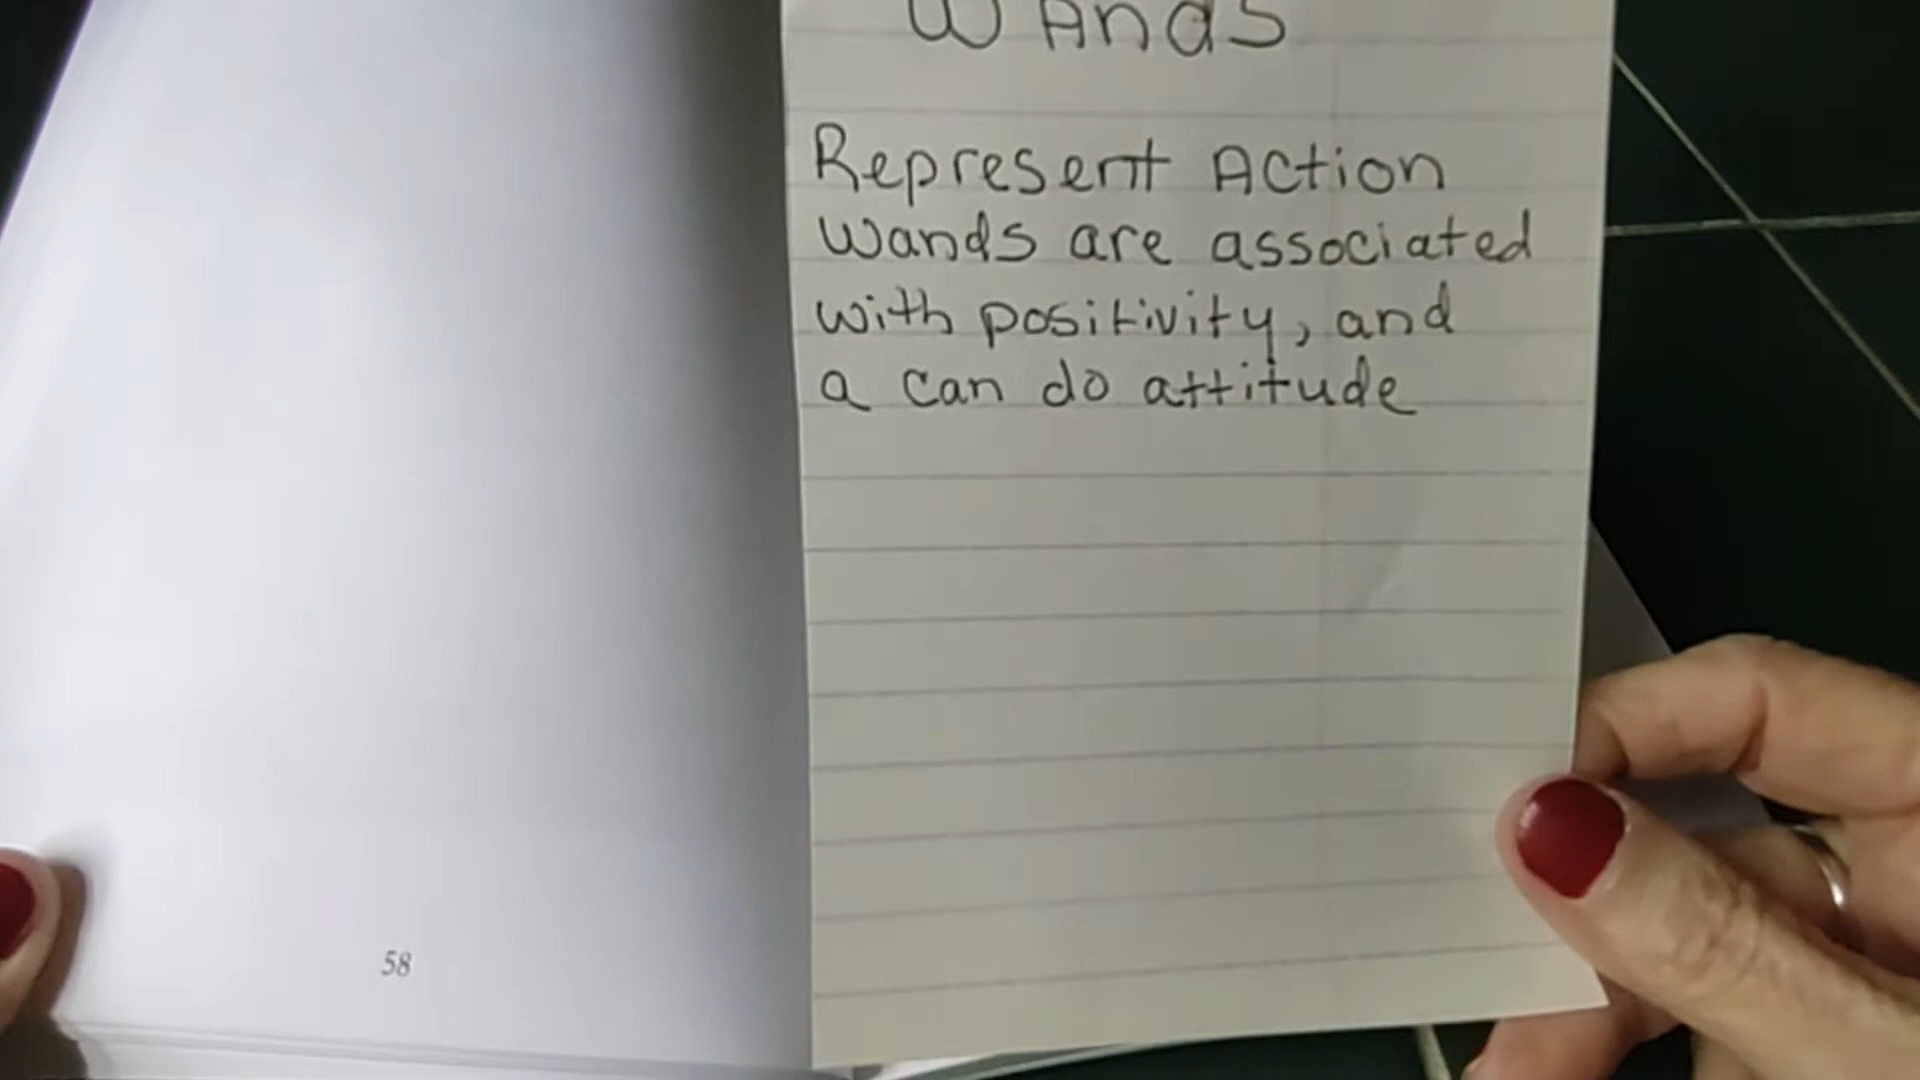 WAnds
Represent Action
Wands are associated
with positivity, and
a can do attitude
58